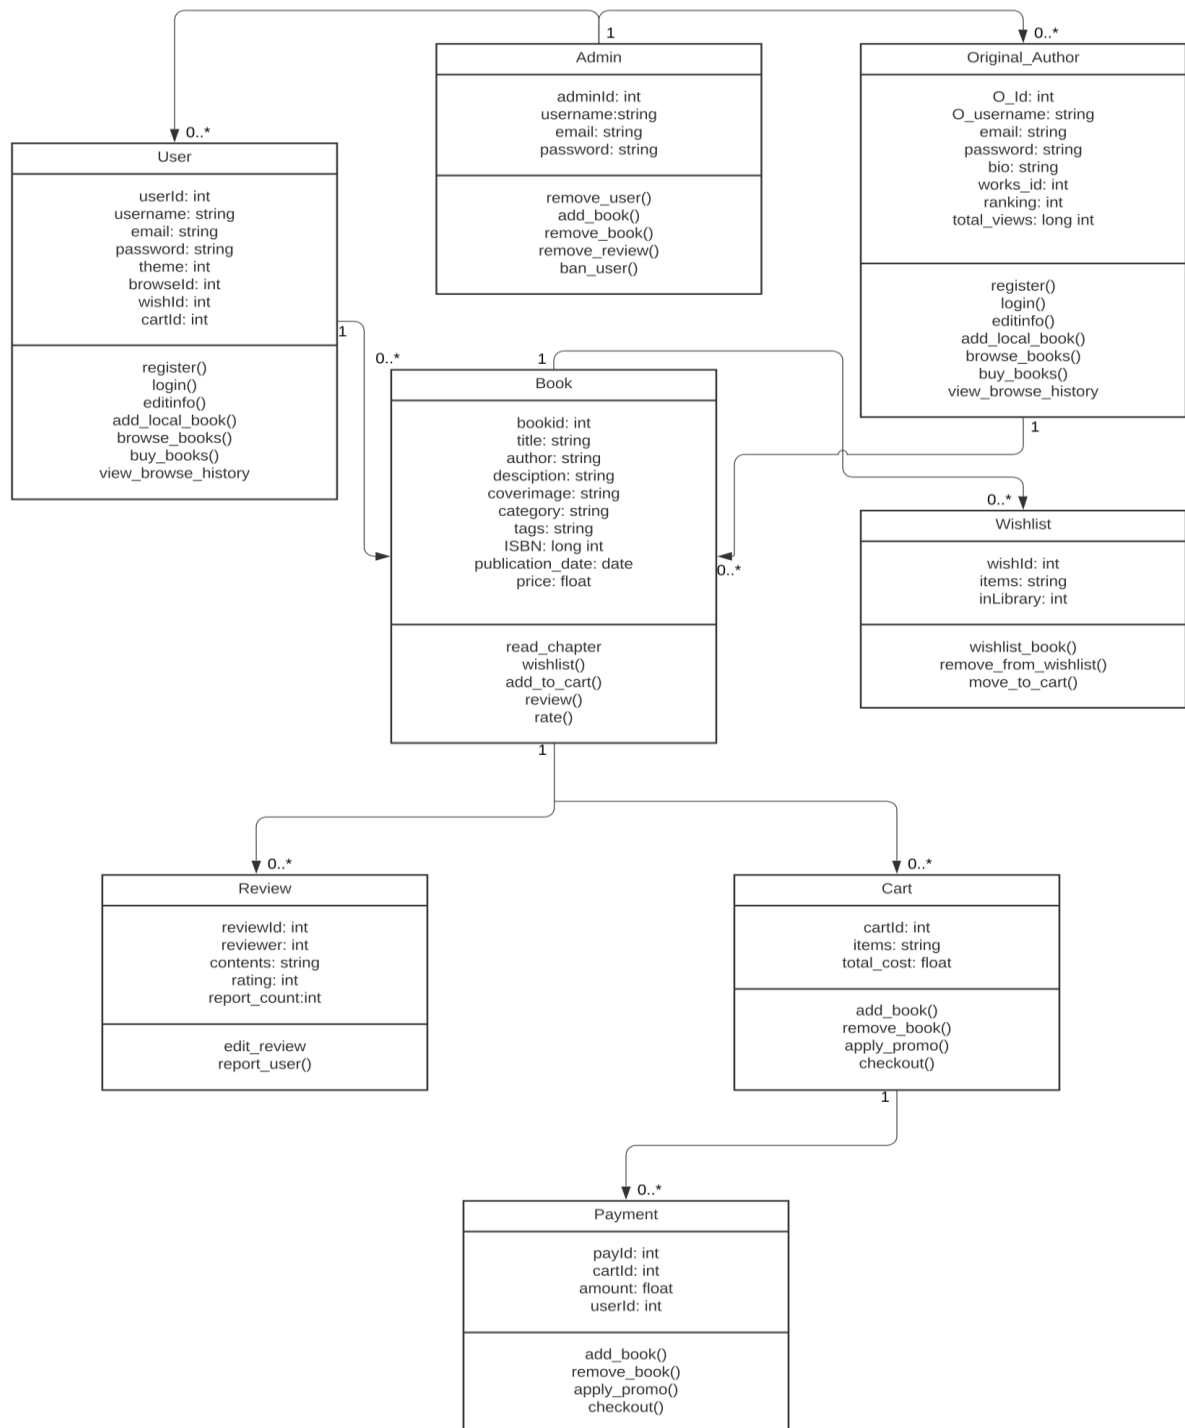 1
0..*
Admin
adminId: int
username:string
email: string
password: string
remove_user()
add_book()
remove_book()
remove_review()
ban_user()
Original_Author
O_Id: int
O_username: string
email: string
password: string
bio: string
works_id: int
ranking: int
total_views: long int
register()
login()
editinfo()
add_local_book()
browse_books()
buy_books()
view_browse_history
1
0..*
User
userId: int
username: string
email: string
password: string
theme: int
browseId: int
wishId: int
cartId: int
register()
login()
editinfo()
add_local_book()
browse_books()
buy_books()
view_browse_history
1
0..*
1
Book
bookid: int
title: string
author: string
desciption: string
coverimage: string
category: string
tags: string
ISBN: long int
publication_date: date
price: float
read_chapter
wishlist()
add_to_cart()
review()
rate()
0..*
1
0..*
Wishlist
wishId: int
items: string
inLibrary: int
wishlist_book()
remove_from_wishlist()
move_to_cart()
0..*
Review
reviewId: int
reviewer: int
contents: string
rating: int
report_count:int
edit_review
report_user()
0..*
Cart
cartId: int
items: string
total_cost: float
add_book()
remove_book()
apply_promo()
checkout()
1
0..*
Payment
payId: int
cartId: int
amount: float
userId: int
add_book()
remove_book()
apply_promo()
checkout()